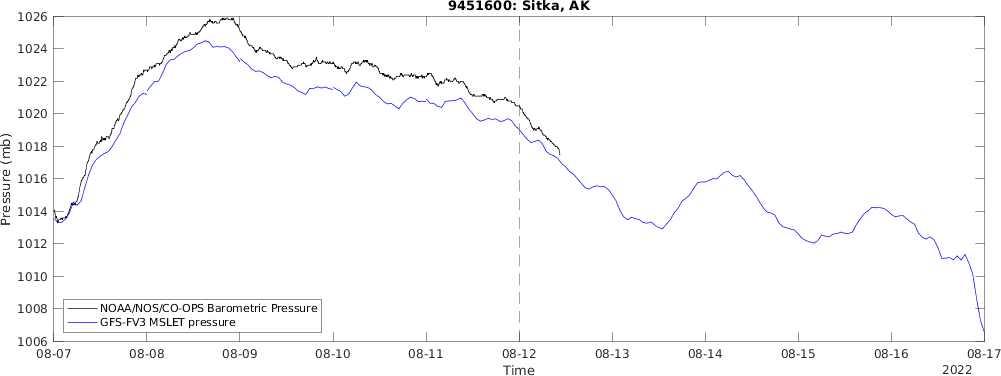 9451600: Sitka, AK
1026
1024
1022
1020
1018
1016
1014
1012
1010
1008
1006
Pressure (mb)
NOAA/NOS/CO-OPS Barometric Pressure
GFS-FV3 MSLET pressure
08-07 08-08 08-09 08-10 08-11 08-12 08-13 08-14 08-15 08-16 08-17
Time
2022